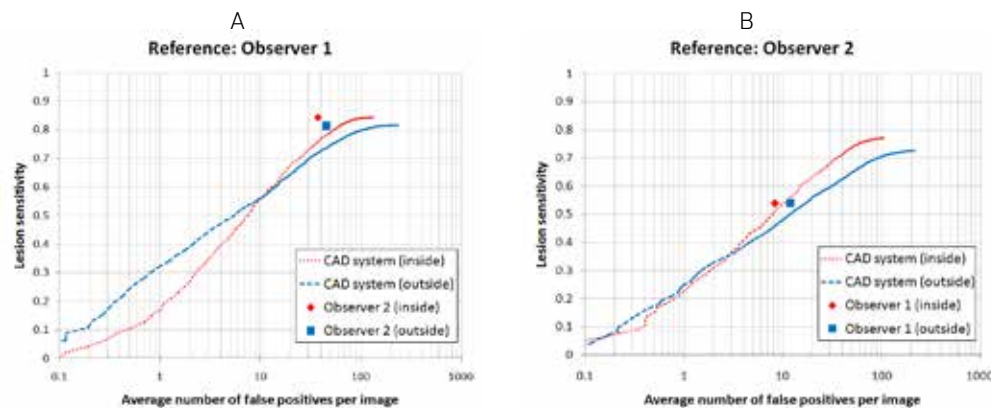 A
Reference: Observer 1
Lesion sensitivity
1
0.9
0.8
0.7
0.6
0.5
0.4
0.3
0.2
0.1
0
0.1
1
10
100
5000
Average number of false positives per image
CAD system (inside)
CAD system (outside)
Observer 2 (inside)
Observer 2 (outside)
B
Reference: Observer 2
Lesion sensitivity
1
0.9
0.8
0.7
0.6
0.5
0.4
0.3
0.2
0.1
0
0.1
1
10
100
1000
Average number of false positives per image
CAD system (inside)
CAD system (outside)
Observer 1 (inside)
Observer 1 (outside)